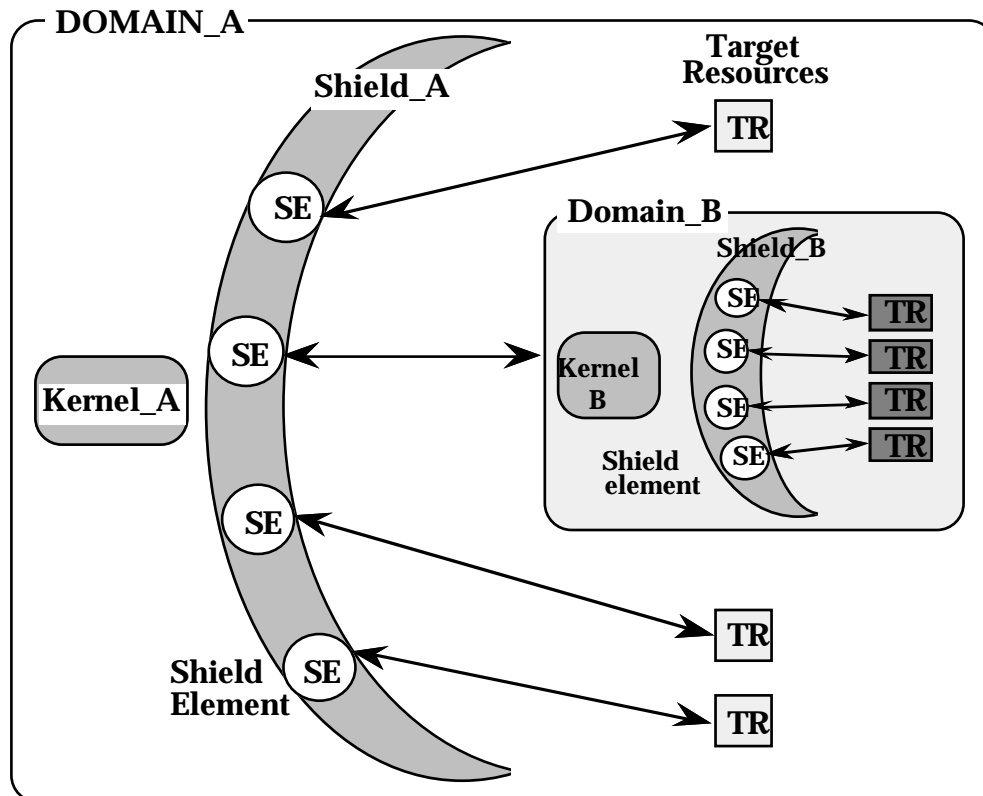 DOMAIN_A
Target
Resources
Shield_A
TR
SE
Domain_B
Shield_B
SE
TR
SE
TR
SE
TR
SE
TR
Kernel
B
Shield
element
SE
Kernel_A
SE
TR
Shield
Element
SE
TR